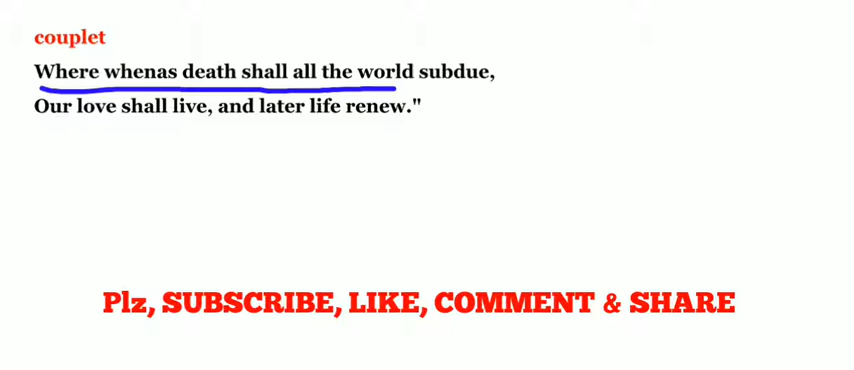 couplet
Where whenas death shall all the world subdue,
Our love shall live, and later life renew."
Plz, SUBSCRIBE, LIKE, COMMENT & SHARE